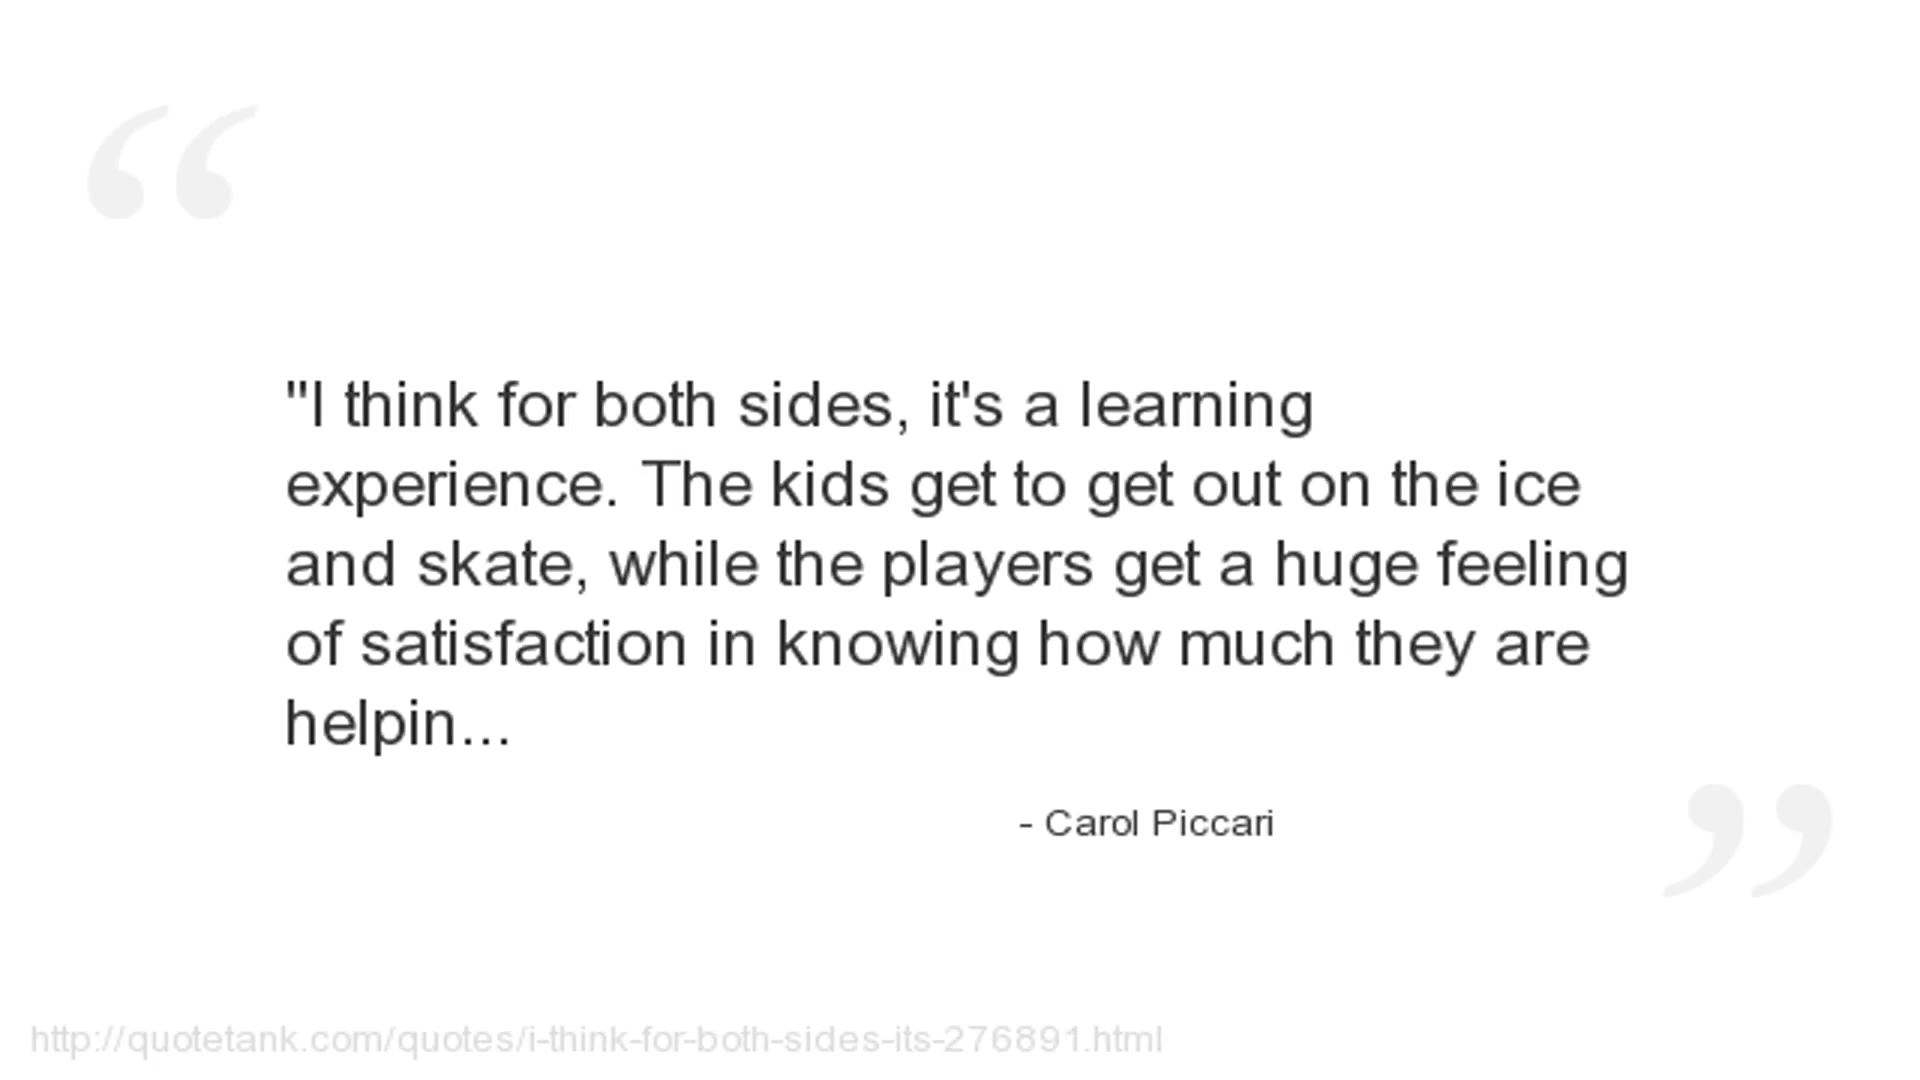 "I think for both sides, it's a learning
experience. The kids get to get out on the ice
and skate, while the players get a huge feeling
of satisfaction in knowing how much they are
helpin...
- Carol Piccari
http://quotetank.com/quotes/i-think-for-both-sides-its-276891.html